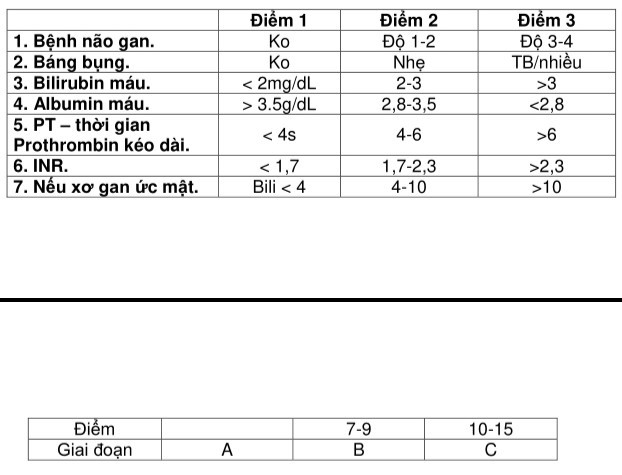 Điểm 1 Điểm 2 Điểm 3
1. Bệnh não gan. Ko Độ 1-2 Độ 3-4
2. Báng bụng. Ko Nhẹ TB/nhiều
3. Bilirubin máu. < 2mg/dL 2-3 >3
4. Albumin máu. > 3.5g/dL 2,8-3,5 <2,8
5. PT – thời gian
Prothrombin kéo dài. < 4s 4-6 >6
6. INR. < 1,7 1,7-2,3 >2,3
7. Nếu xơ gan ức mật. Bili < 4 4-10 >10
Điểm 7-9 10-15
Giai đoạn A B C